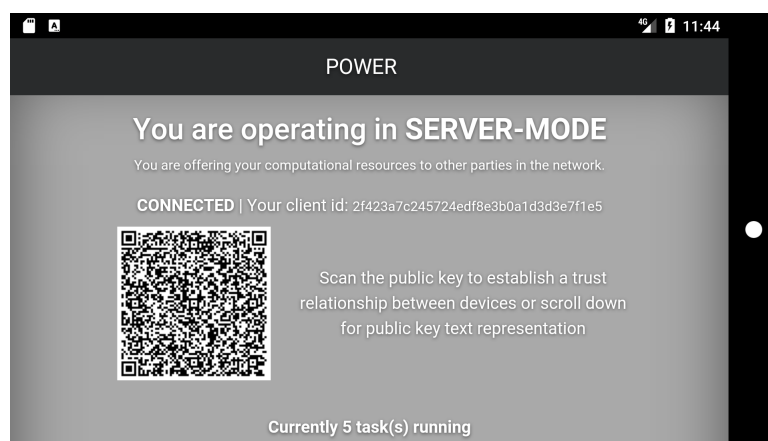 4G 11:44
POWER
You are operating in SERVER-MODE
You are offering your computational resources to other parties in the network.
CONNECTED | Your client id: 2f423a7c245724edf8e3b0a1d3d3e7f1e5
Scan the public key to establish a trust
relationship between devices or scroll down
for public key text representation
Currently 5 task(s) running